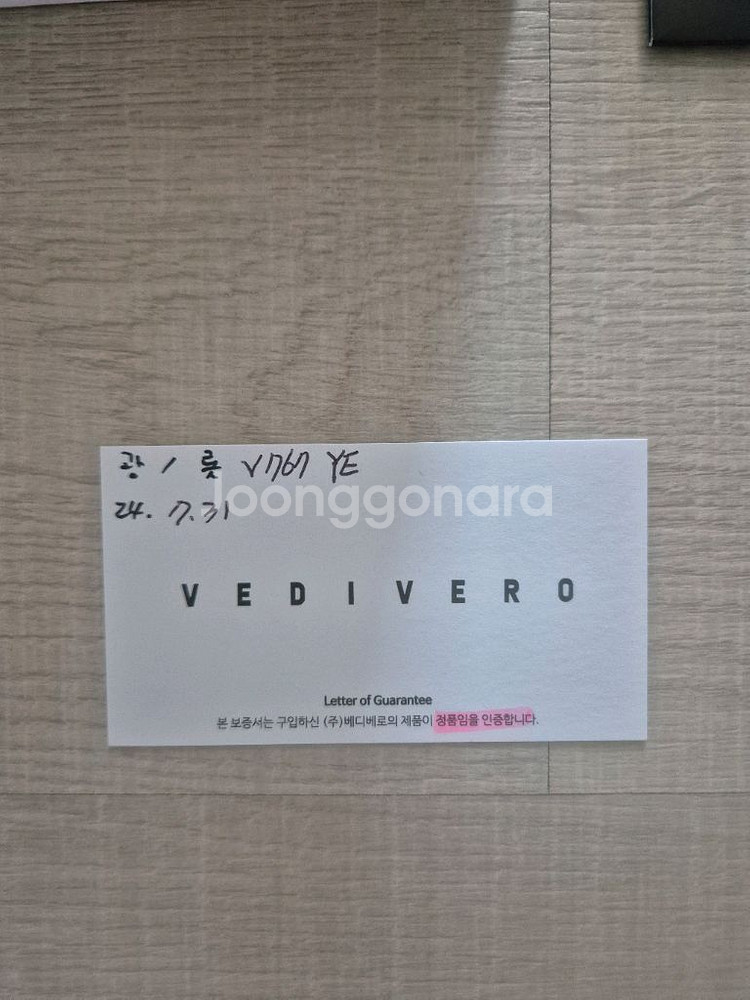 광 / 롯 V767 YE
24. 7.31
Joonggonara
VEDIVERO
Letter of Guarantee
본 보증서는 구입하신 (주)베디베로의 제품이 정품임을 인증합니다.